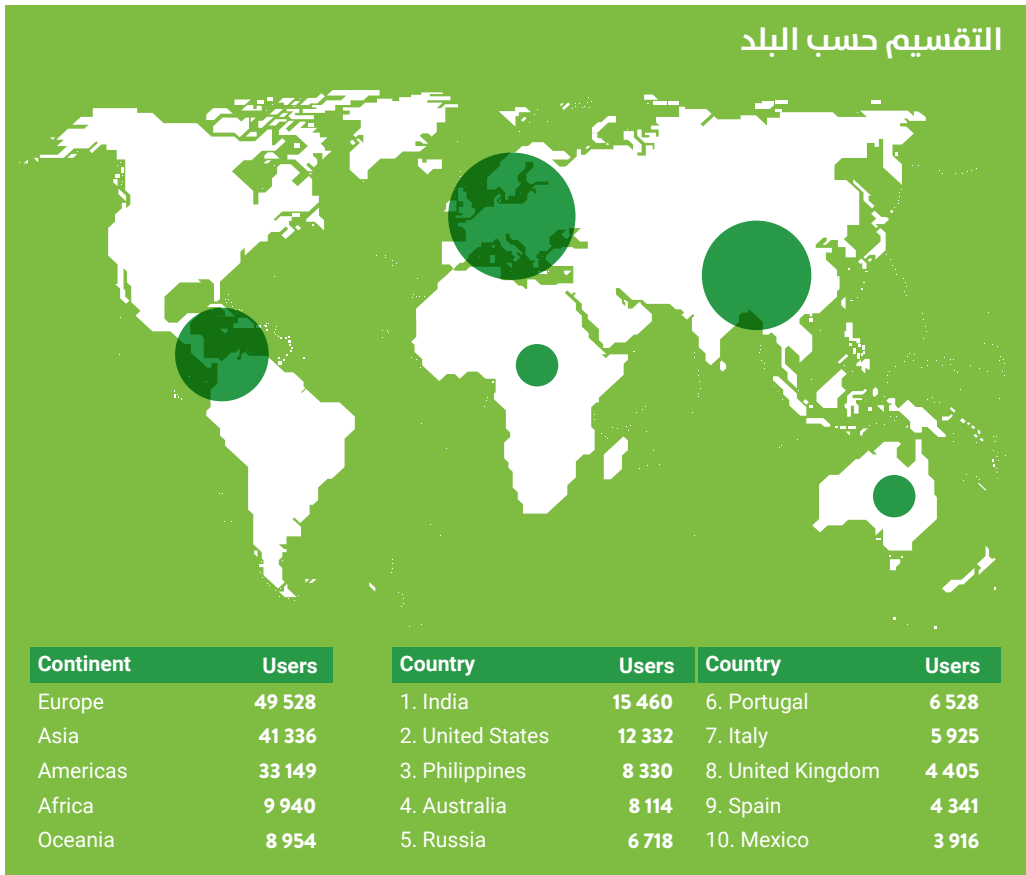 التقسيم حسب البلد
Continent Users
Europe 49 528
Asia 41 336
Americas 33 149
Africa 9 940
Oceania 8 954
Country Users
1. India 15 460
2. United States 12 332
3. Philippines 8 330
4. Australia 8 114
5. Russia 6 718
Country Users
6. Portugal 6 528
7. Italy 5 925
8. United Kingdom 4 405
9. Spain 4 341
10. Mexico 3 916